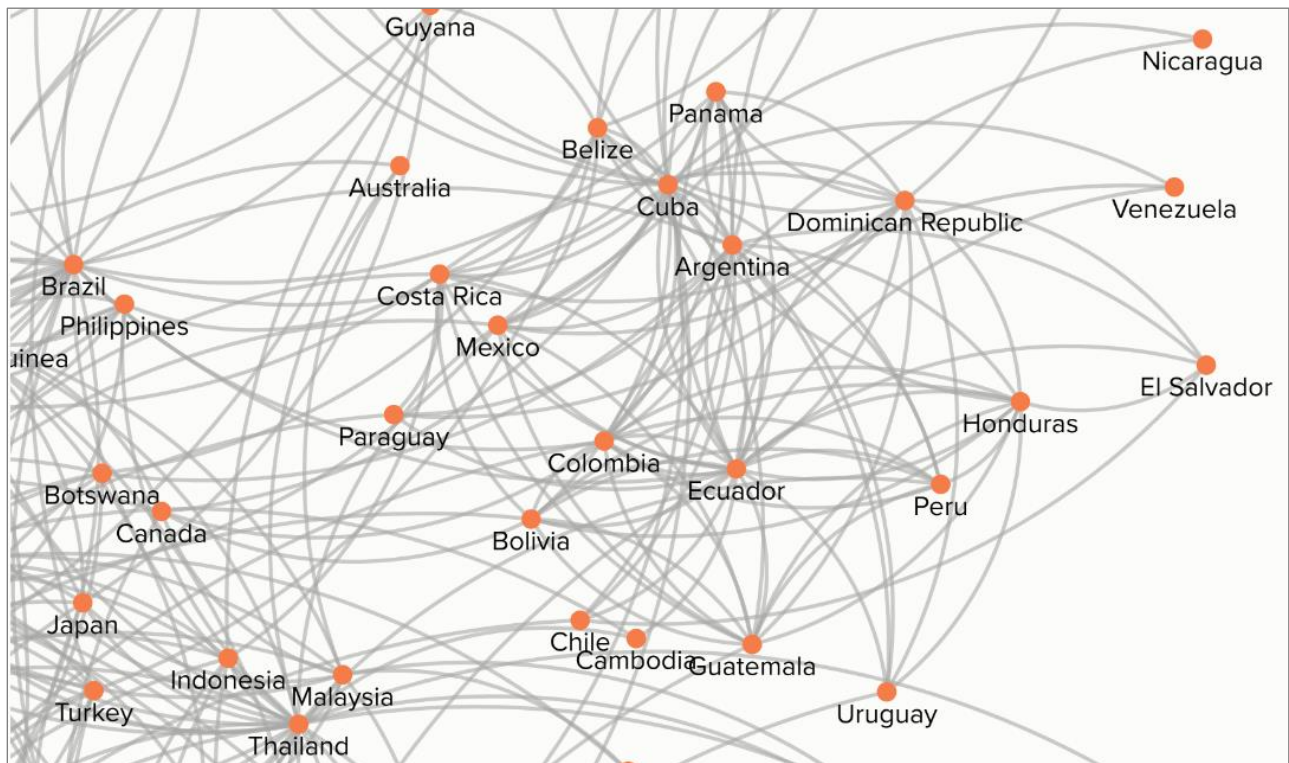 Guyana
Nicaragua
Panama
Belize
Australia
Cuba
Venezuela
Dominican Republic
Argentina
Brazil
Costa Rica
Philippines
Mexico
uinea
El Salvador
Honduras
Paraguay
Colombia
Ecuador
Botswana
Peru
Canada
Bolivia
Japan
Chile
Cambodia
Guatemala
Indonesia
Malaysia
Turkey
Uruguay
Thailand